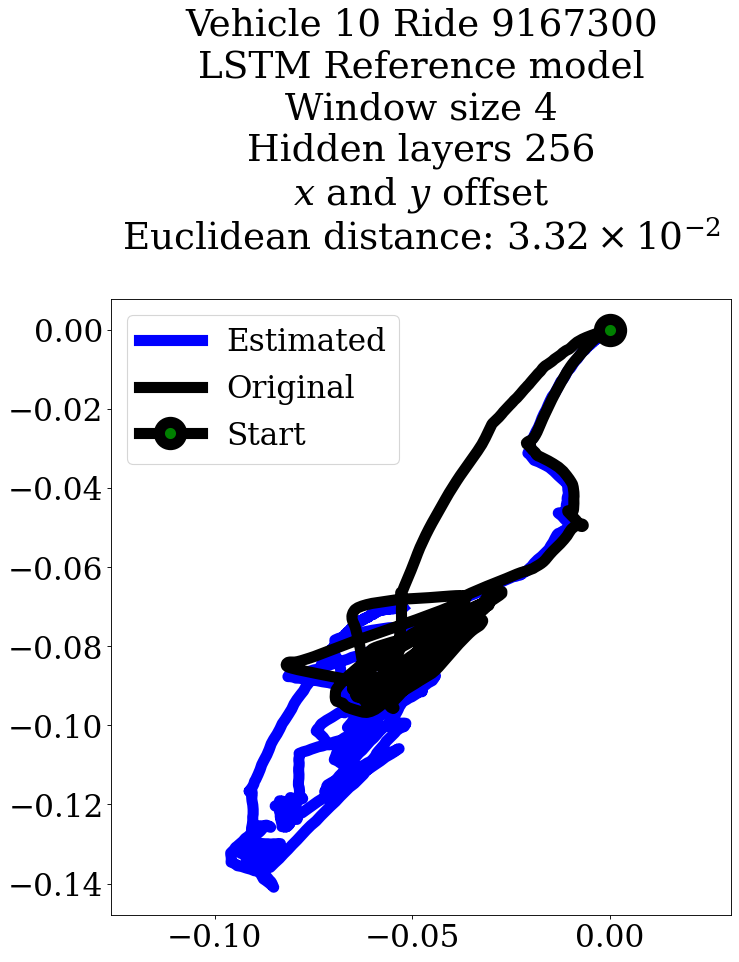 Vehicle 10 Ride 9167300
LSTM Reference model
Window size 4
Hidden layers 256
x and y offset
Euclidean distance: 3.32 × 10⁻²
Estimated
Original
Start
0.00
−0.02
−0.04
−0.06
−0.08
−0.10
−0.12
−0.14
−0.10
−0.05
0.00